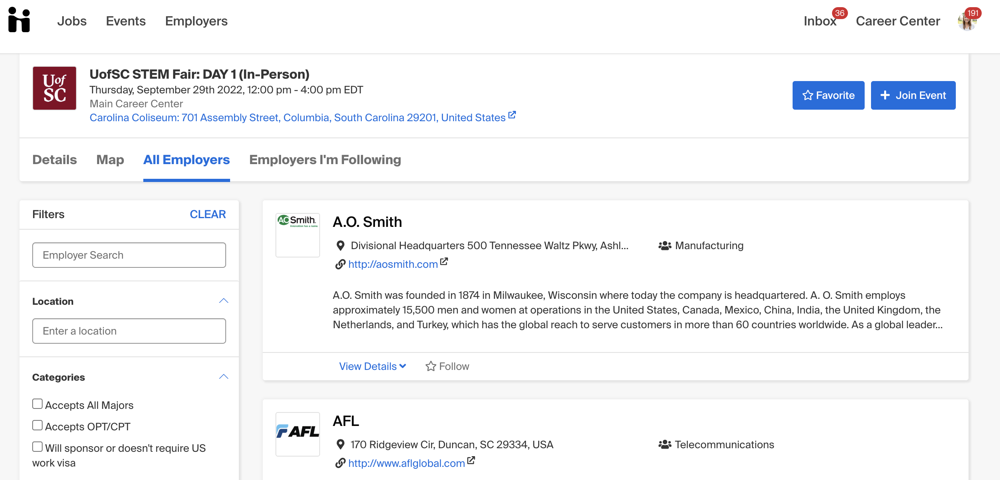 Jobs Events Employers Inbox 36 Career Center 191
Uof
SC
UofSC STEM Fair: DAY 1 (In-Person)
Thursday, September 29th 2022, 12:00 pm - 4:00 pm EDT
Main Career Center
Carolina Coliseum: 701 Assembly Street, Columbia, South Carolina 29201, United States
Favorite
Join Event
Details Map All Employers Employers I'm Following
Filters CLEAR
Employer Search
Location
Enter a location
Categories
Accepts All Majors
Accepts OPT/CPT
Will sponsor or doesn't require US
work visa
AO Smith.
Innovation has a name.
A.O. Smith
Divisional Headquarters 500 Tennessee Waltz Pkwy, Ashl... Manufacturing
http://aosmith.com
A.O. Smith was founded in 1874 in Milwaukee, Wisconsin where today the company is headquartered. A. O. Smith employs
approximately 15,500 men and women at operations in the United States, Canada, Mexico, China, India, the United Kingdom, the
Netherlands, and Turkey, which has the global reach to serve customers in more than 60 countries worldwide. As a global leader...
View Details Follow
AFL
AFL
170 Ridgeview Cir, Duncan, SC 29334, USA Telecommunications
http://www.aflglobal.com